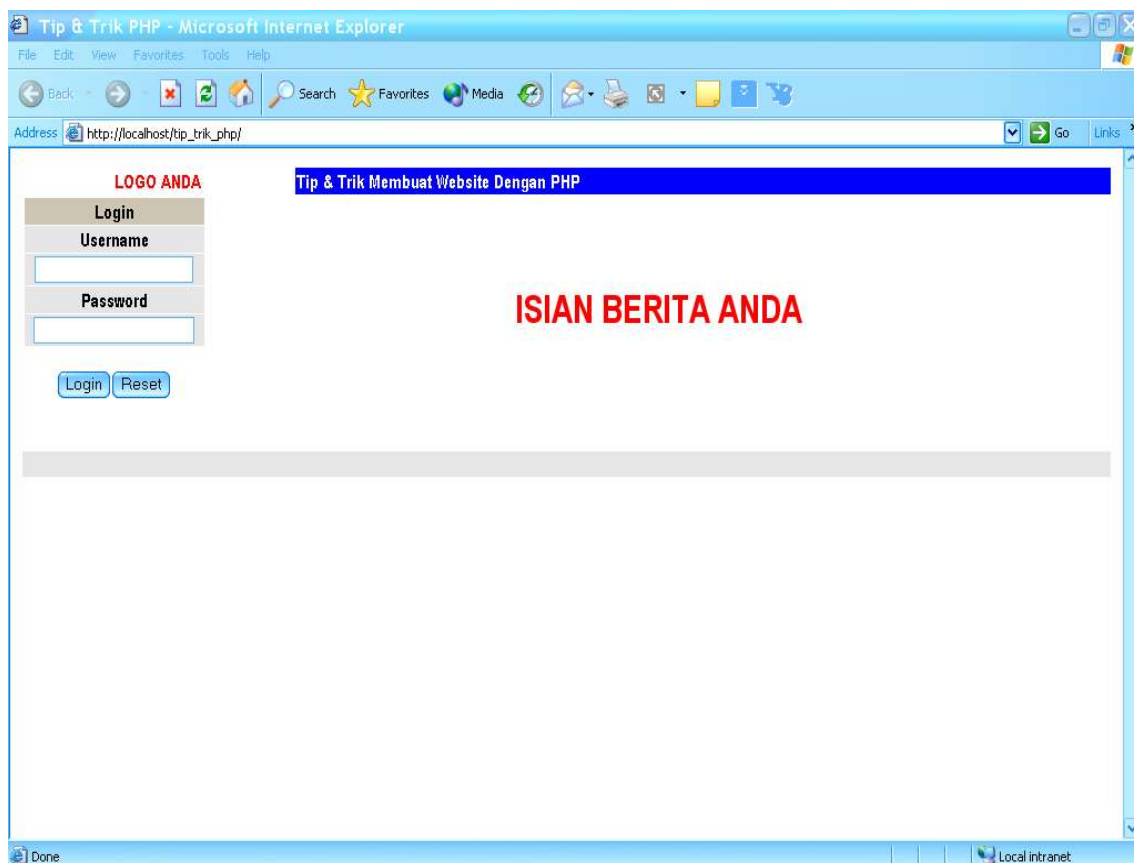 Tip & Trik PHP - Microsoft Internet Explorer
File Edit View Favorites Tools Help
Back Search Favorites Media
Address http://localhost/tip_trik_php/ Go Links
LOGO ANDA
Tip & Trik Membuat Website Dengan PHP
Login
Username
Password
ISIAN BERITA ANDA
Login Reset
Done Local intranet